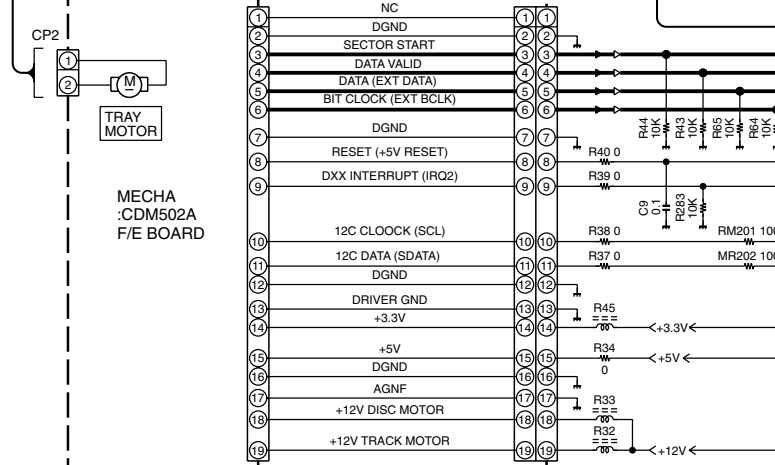 CP2
1
2
M
TRAY
MOTOR
MECHA
:CDM502A
F/E BOARD
1 NC 1 1
2 DGND 2 2
3 SECTOR START 3 3
4 DATA VALID 4 4
5 DATA (EXT DATA) 5 5
6 BIT CLOCK (EXT BCLK) 6 6
R44 10K
R43 10K
R65 10K
R64 10K
7 DGND 7 7
8 RESET (+5V RESET) 8 8 R40 0
9 DXX INTERRUPT (IRQ2) 9 9 R39 0
C9 0.1
R283 10K
10 12C CLOOCK (SCL) 10 10 R38 0 RM201 100
11 12C DATA (SDATA) 11 11 R37 0 MR202 100
12 DGND 12 12
13 DRIVER GND 13 13
14 +3.3V 14 14 R45 +3.3V
15 +5V 15 15 R34 0 +5V
16 DGND 16 16
17 AGNF 17 17
18 +12V DISC MOTOR 18 18 R33
19 +12V TRACK MOTOR 19 19 R32 +12V